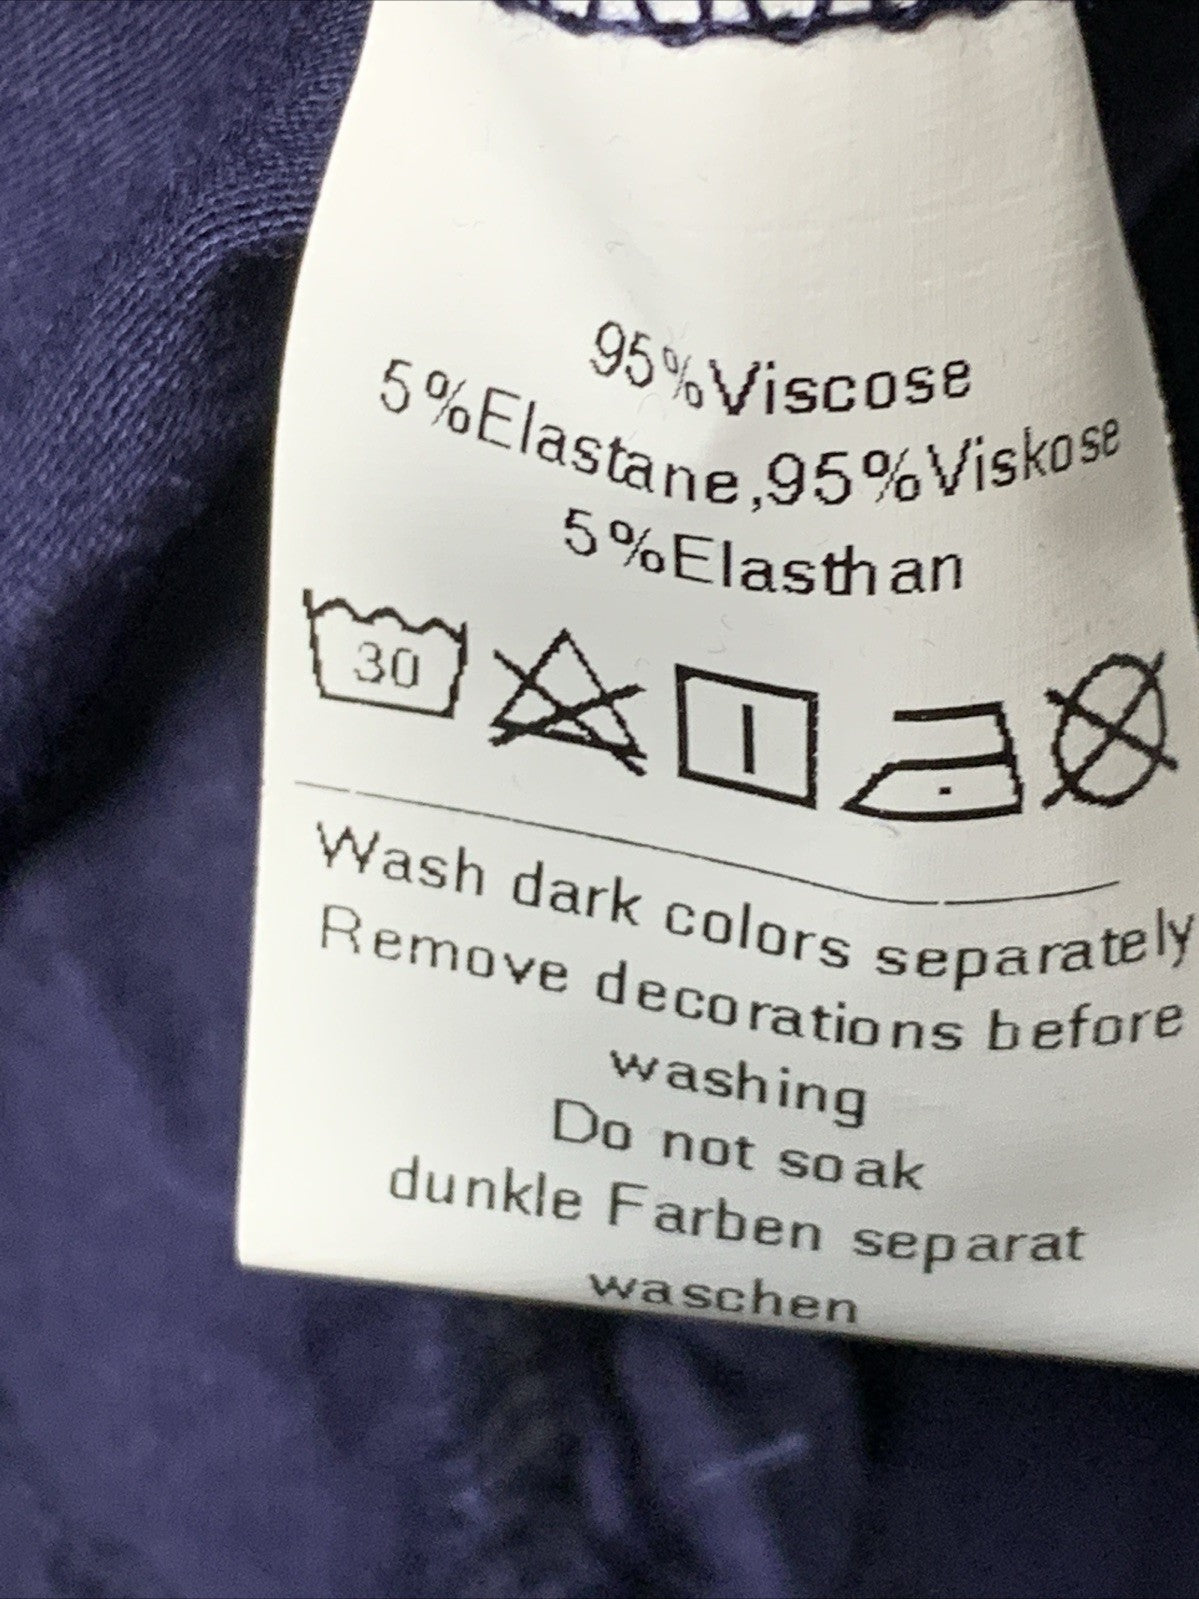 95%Viscose
5%Elastane,95%Viskose
5%Elasthan
30
Wash dark colors separately
Remove decorations before
washing
Do not soak
dunkle Farben separat
waschen